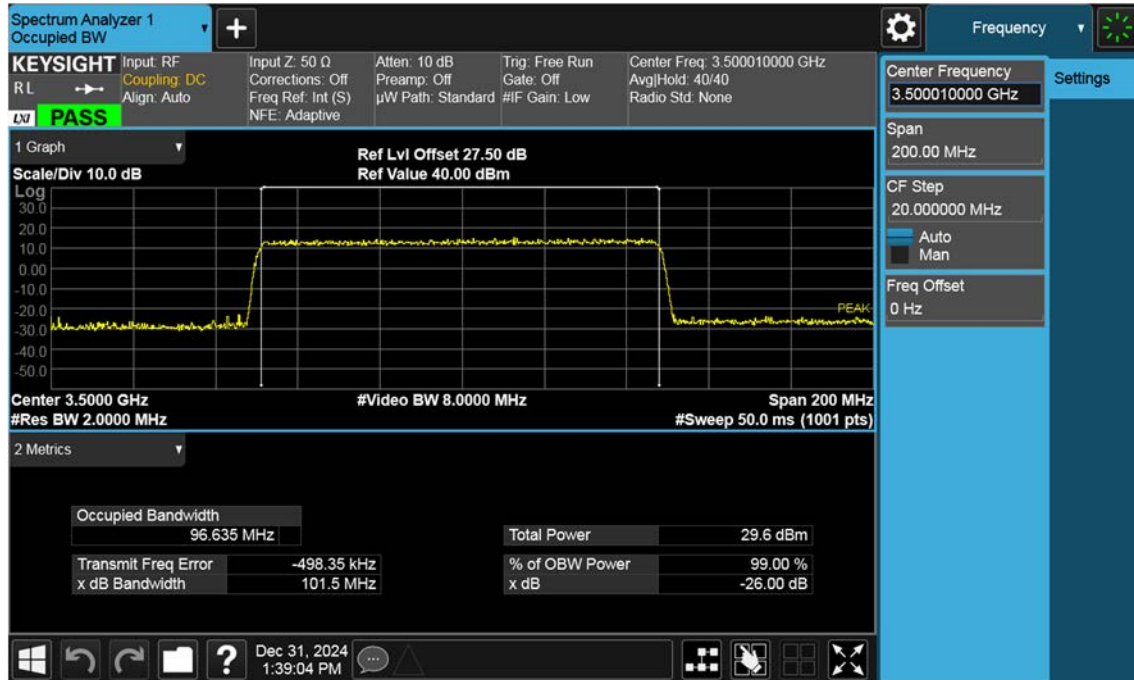 Spectrum Analyzer 1
Occupied BW
+
Frequency
KEYSIGHT
RL
LXI PASS
Input: RF
Coupling: DC
Align: Auto
Input Z: 50 Ω
Corrections: Off
Freq Ref: Int (S)
NFE: Adaptive
Atten: 10 dB
Preamp: Off
µW Path: Standard
Trig: Free Run
Gate: Off
#IF Gain: Low
Center Freq: 3.500010000 GHz
Avg|Hold: 40/40
Radio Std: None
Center Frequency
3.500010000 GHz
Settings
Span
200.00 MHz
CF Step
20.000000 MHz
Auto
Man
Freq Offset
0 Hz
1 Graph
Scale/Div 10.0 dB
Ref Lvl Offset 27.50 dB
Ref Value 40.00 dBm
Log
30.0
20.0
10.0
0.00
-10.0
-20.0
-30.0
-40.0
-50.0
PEAK
Center 3.5000 GHz
#Video BW 8.0000 MHz
Span 200 MHz
#Res BW 2.0000 MHz
#Sweep 50.0 ms (1001 pts)
2 Metrics
Occupied Bandwidth
96.635 MHz
Total Power 29.6 dBm
Transmit Freq Error -498.35 kHz
% of OBW Power 99.00 %
x dB Bandwidth 101.5 MHz
x dB -26.00 dB
?
Dec 31, 2024
1:39:04 PM